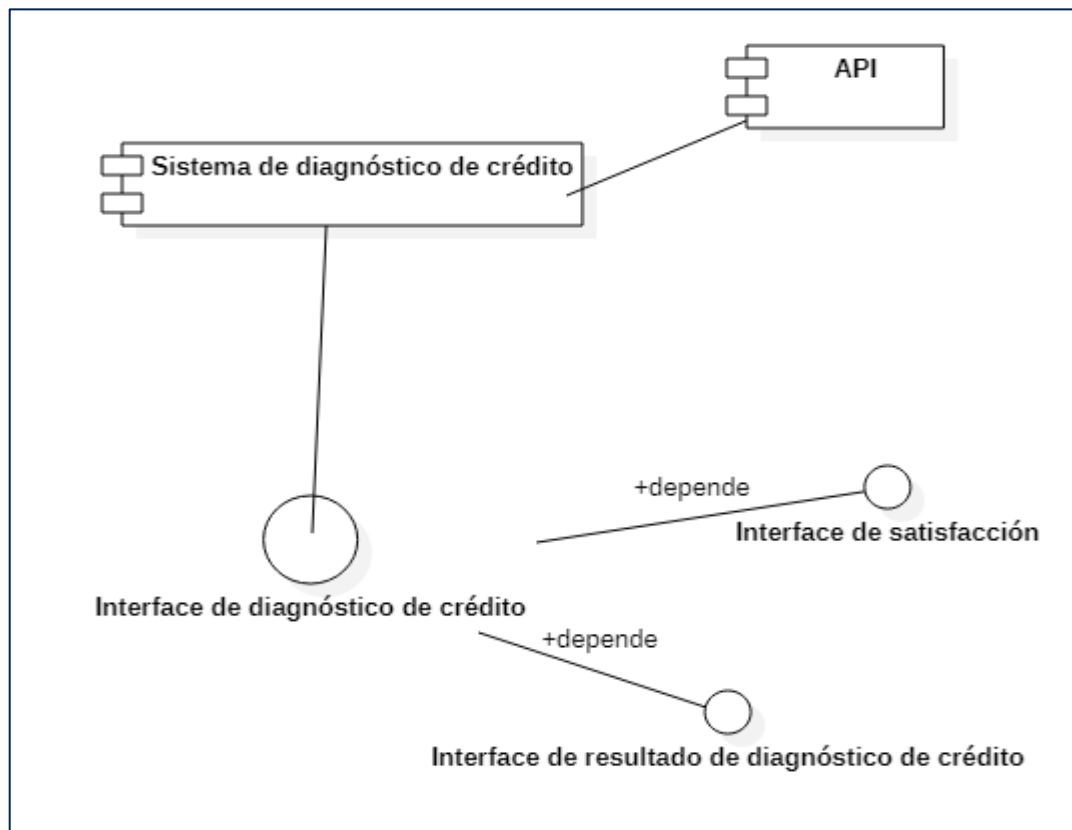 API
Sistema de diagnóstico de crédito
+depende
Interface de satisfacción
Interface de diagnóstico de crédito
+depende
Interface de resultado de diagnóstico de crédito